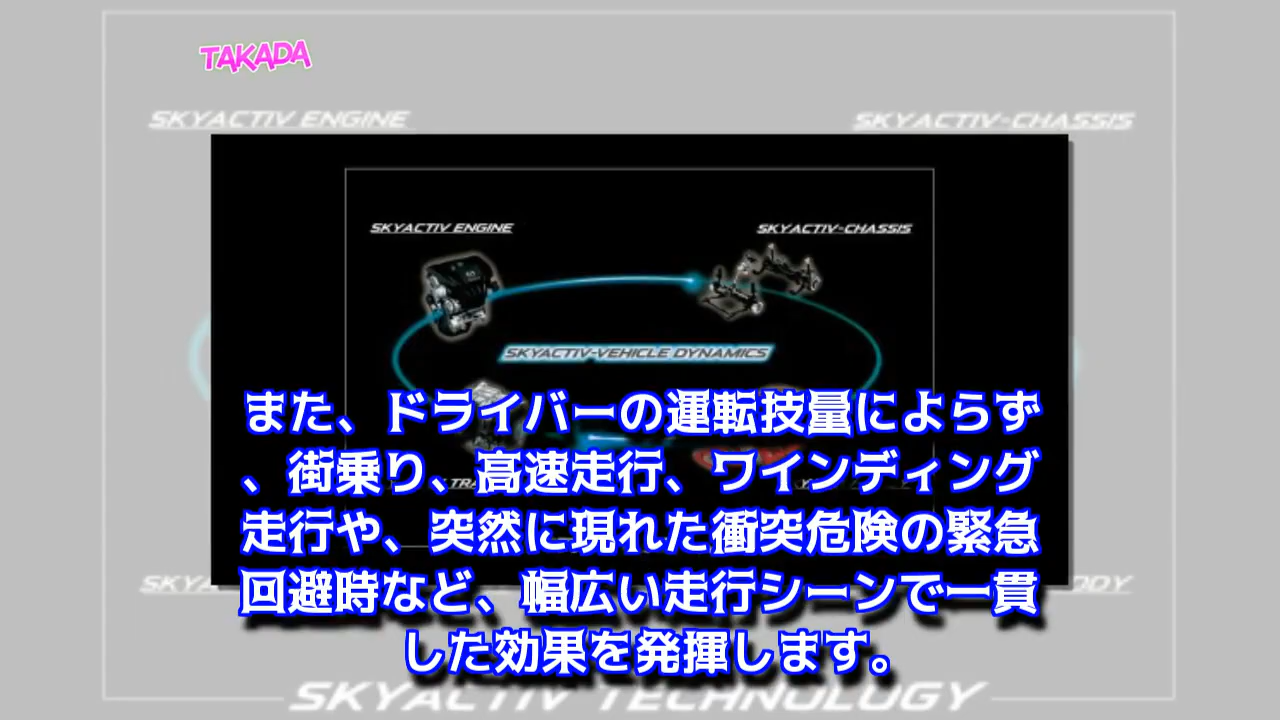 TAKADA
SKYACTIV ENGINE
SKYACTIV-CHASSIS
SKYACTIV ENGINE
SKYACTIV-CHASSIS
SKYACTIV-VEHICLE DYNAMICS
また、ドライバーの運転技量によらず
、街乗り、高速走行、ワインディング
走行や、突然に現れた衝突危険の緊急
回避時など、幅広い走行シーンで一貫
した効果を発揮します。
SKYACTIV TECHNOLOGY